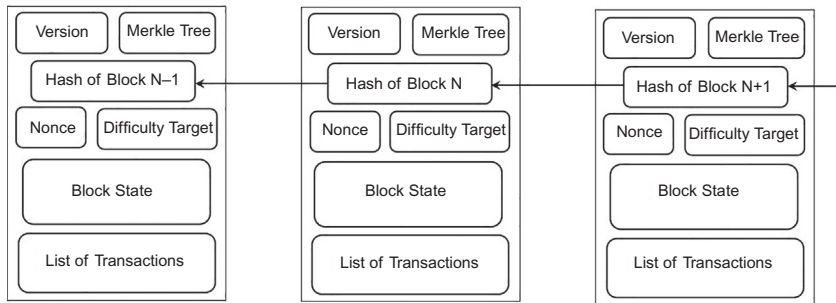 Version
Merkle Tree
Hash of Block N–1
Nonce
Difficulty Target
Block State
List of Transactions
Version
Merkle Tree
Hash of Block N
Nonce
Difficulty Target
Block State
List of Transactions
Version
Merkle Tree
Hash of Block N+1
Nonce
Difficulty Target
Block State
List of Transactions